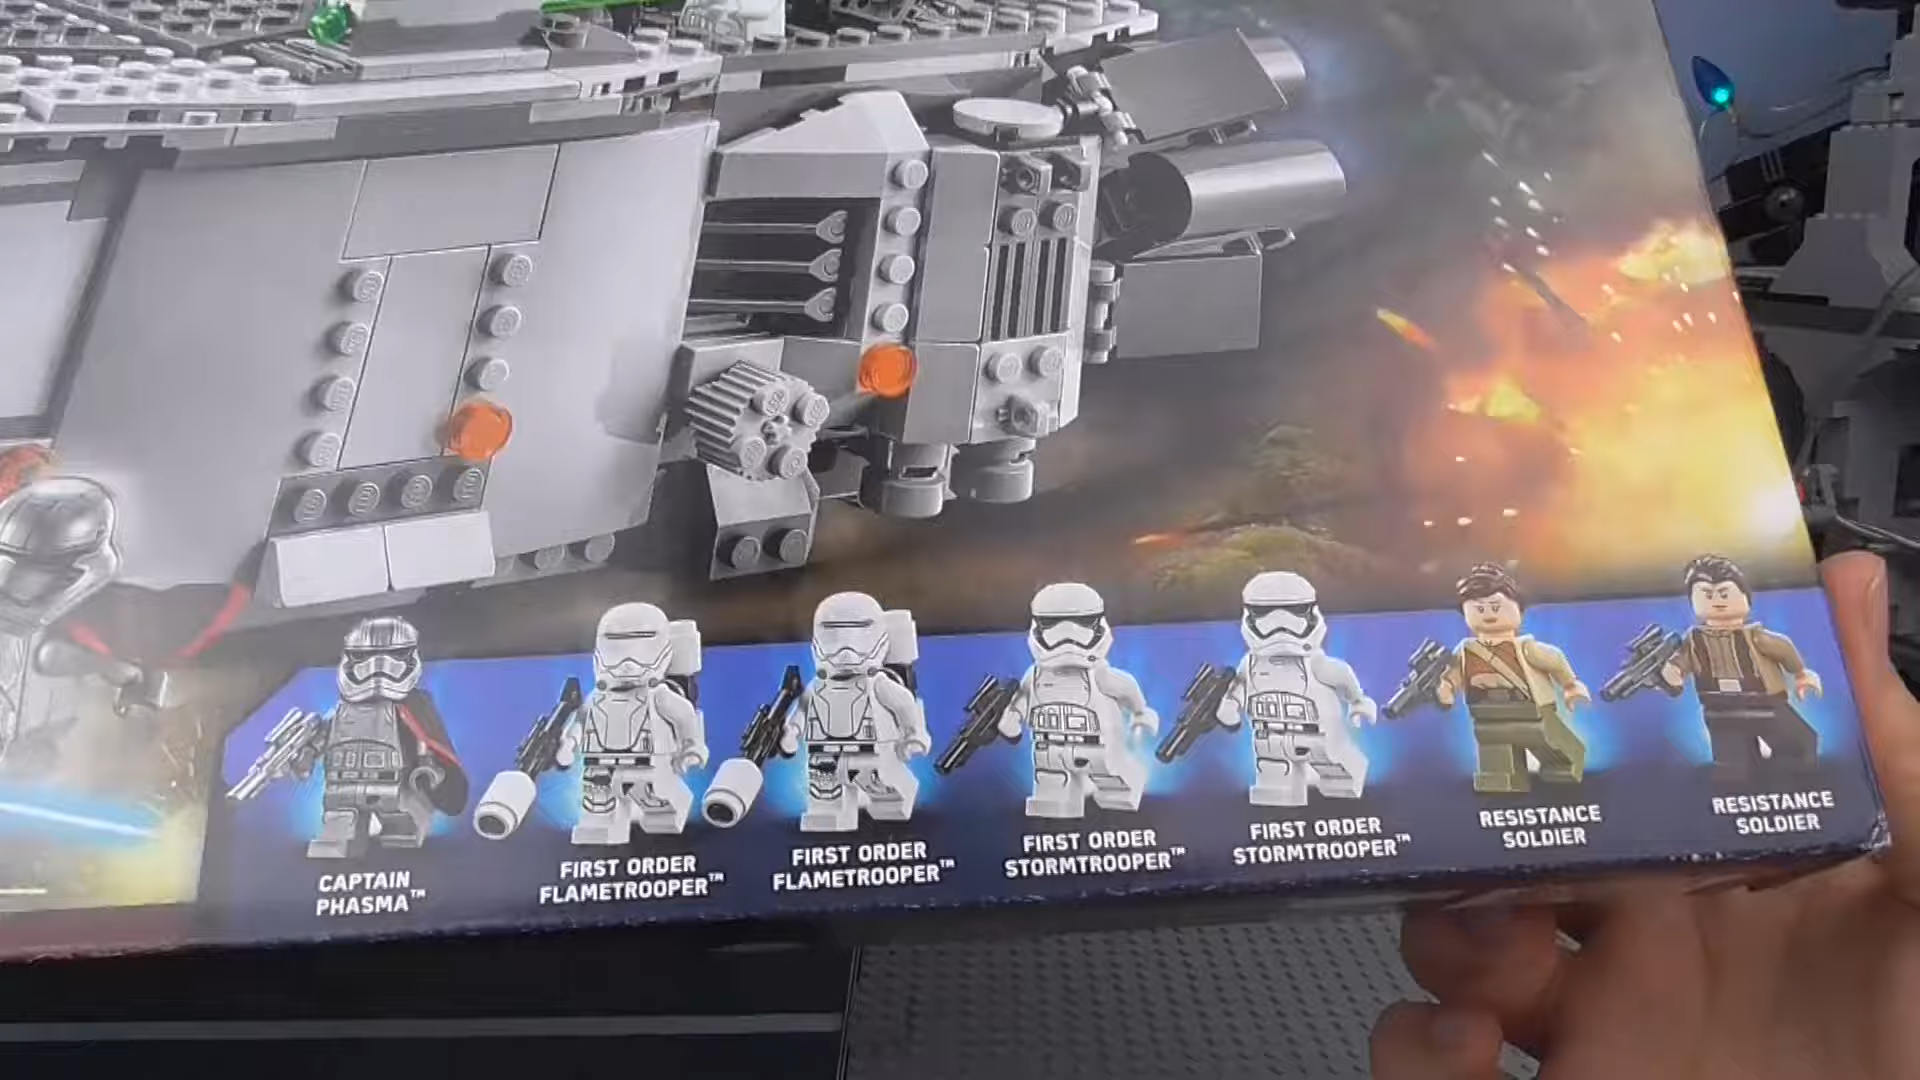 CAPTAIN
PHASMA™
FIRST ORDER
FLAMETROOPER™
FIRST ORDER
FLAMETROOPER™
FIRST ORDER
STORMTROOPER™
FIRST ORDER
STORMTROOPER™
RESISTANCE
SOLDIER
RESISTANCE
SOLDIER